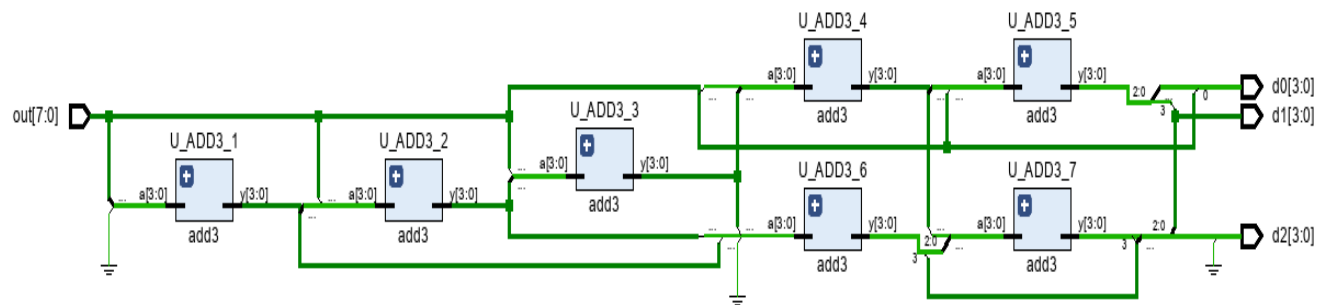 out[7:0]
U_ADD3_1
a[3:0] y[3:0]
add3
U_ADD3_2
a[3:0] y[3:0]
add3
U_ADD3_3
a[3:0] y[3:0]
add3
U_ADD3_4
a[3:0] y[3:0]
add3
U_ADD3_5
a[3:0] y[3:0]
add3
2:0
3
0
d0[3:0]
d1[3:0]
U_ADD3_6
a[3:0] y[3:0]
add3
2:0
3
U_ADD3_7
a[3:0] y[3:0]
add3
2:0
3
d2[3:0]